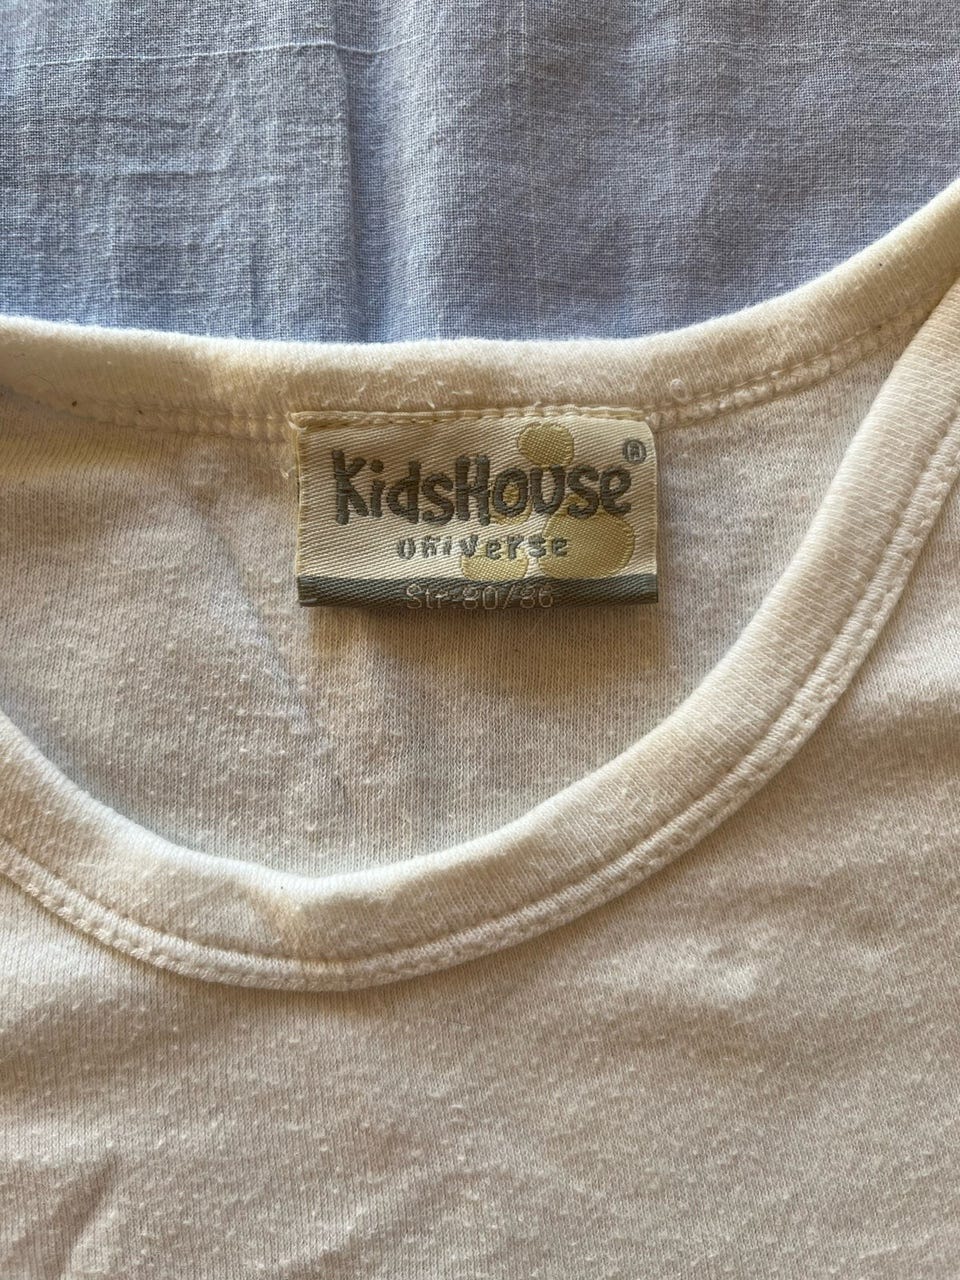 KidsHouse ®
universe
Str. 80/86